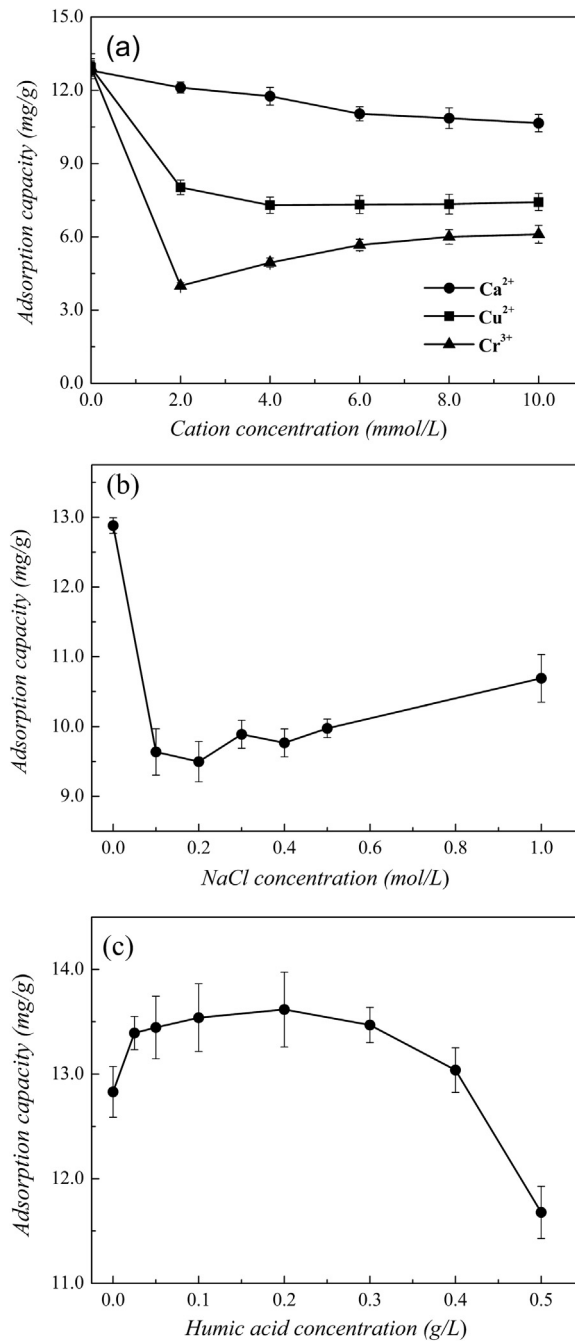 (a)
Adsorption capacity (mg/g)
15.0
12.0
9.0
6.0
3.0
0.0
Ca²⁺
Cu²⁺
Cr³⁺
0.0 2.0 4.0 6.0 8.0 10.0
Cation concentration (mmol/L)
(b)
Adsorption capacity (mg/g)
13.0
12.0
11.0
10.0
9.0
0.0 0.2 0.4 0.6 0.8 1.0
NaCl concentration (mol/L)
(c)
Adsorption capacity (mg/g)
14.0
13.0
12.0
11.0
0.0 0.1 0.2 0.3 0.4 0.5
Humic acid concentration (g/L)